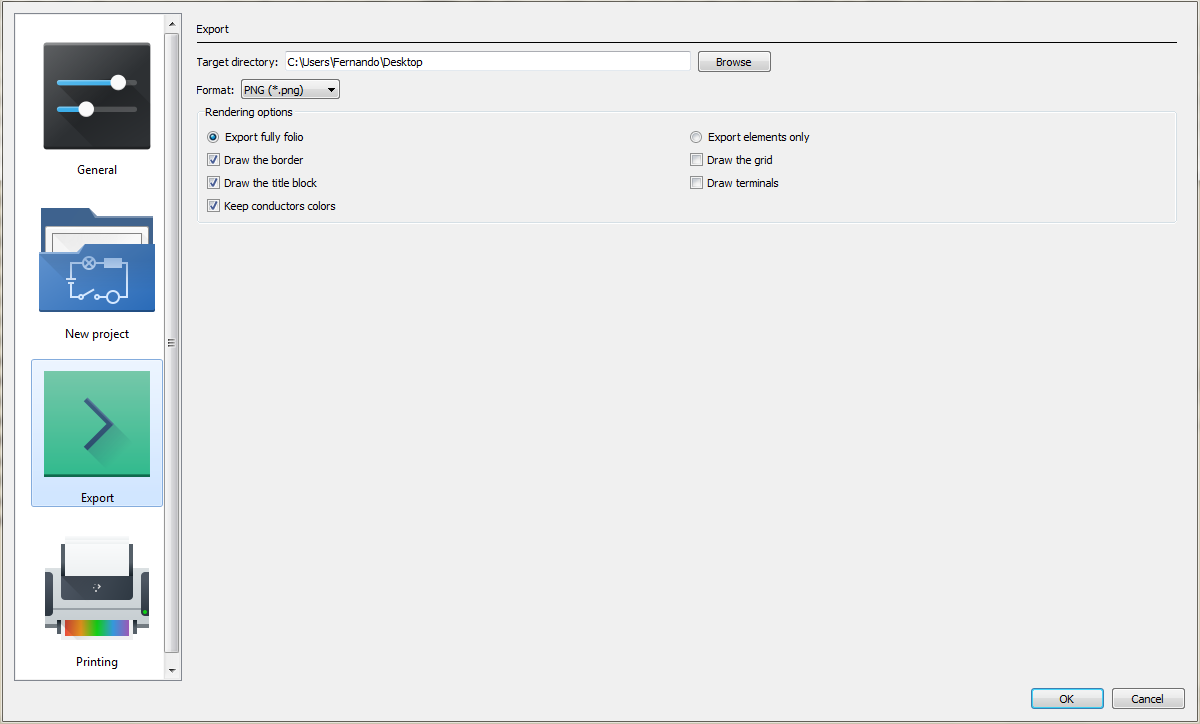 General
New project
Export
Printing
Export
Target directory: C:\Users\Fernando\Desktop Browse
Format: PNG (*.png)
Rendering options
Export fully folio Export elements only
Draw the border Draw the grid
Draw the title block Draw terminals
Keep conductors colors
OK Cancel